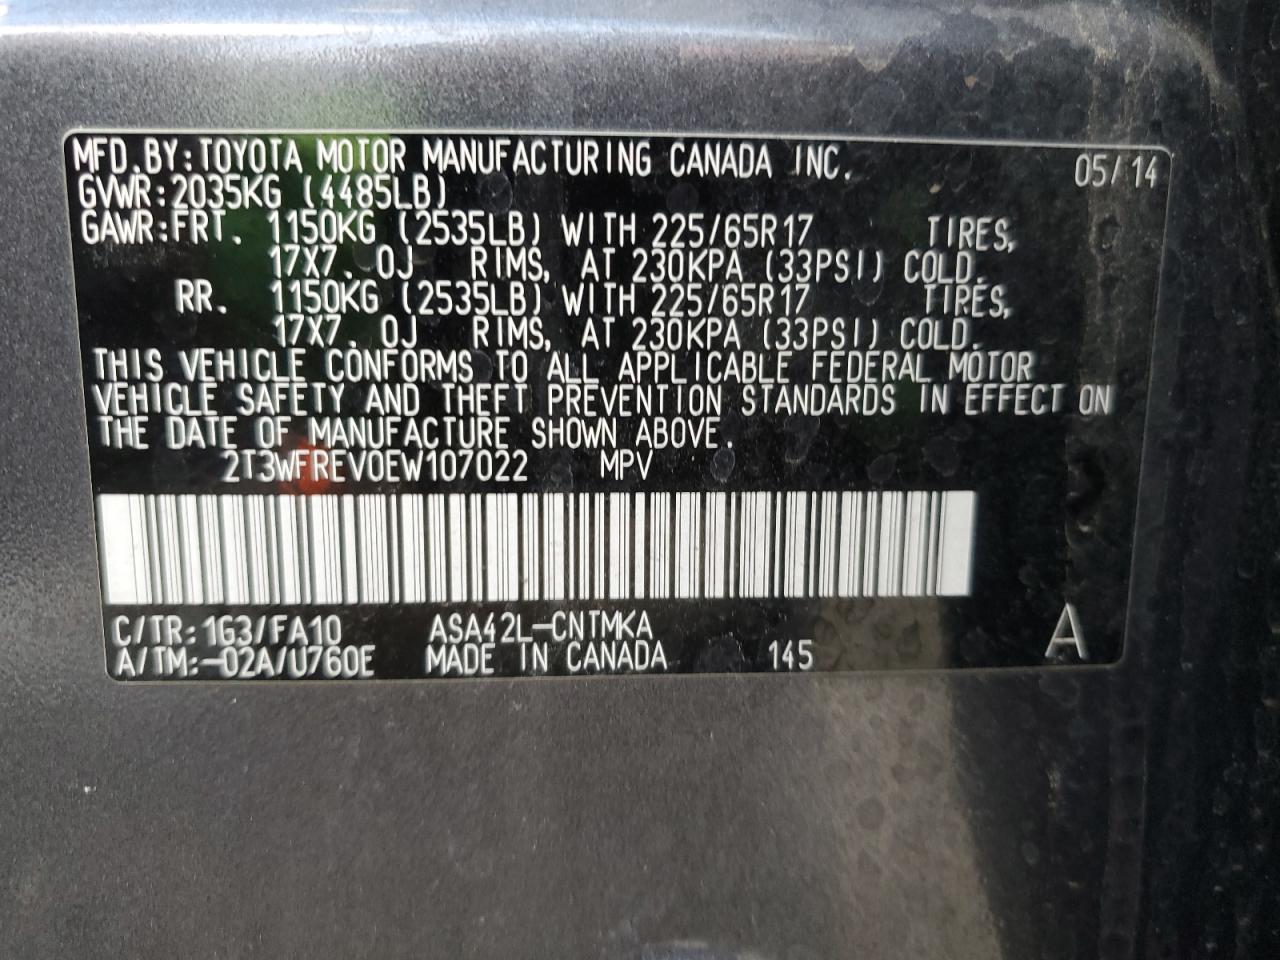 MFD.BY:TOYOTA MOTOR MANUFACTURING CANADA INC. 05/14
GVWR:2035KG (4485LB)
GAWR:FRT. 1150KG (2535LB) WITH 225/65R17 TIRES,
17X7.0J RIMS, AT 230KPA (33PSI) COLD.
RR. 1150KG (2535LB) WITH 225/65R17 TIRES,
17X7.0J RIMS, AT 230KPA (33PSI) COLD.
THIS VEHICLE CONFORMS TO ALL APPLICABLE FEDERAL MOTOR
VEHICLE SAFETY AND THEFT PREVENTION STANDARDS IN EFFECT ON
THE DATE OF MANUFACTURE SHOWN ABOVE.
2T3WFREV0EW107022 MPV
C/TR:1G3/FA10 ASA42L-CNTMKA
A/TM:-02A/U760E MADE IN CANADA 145 A